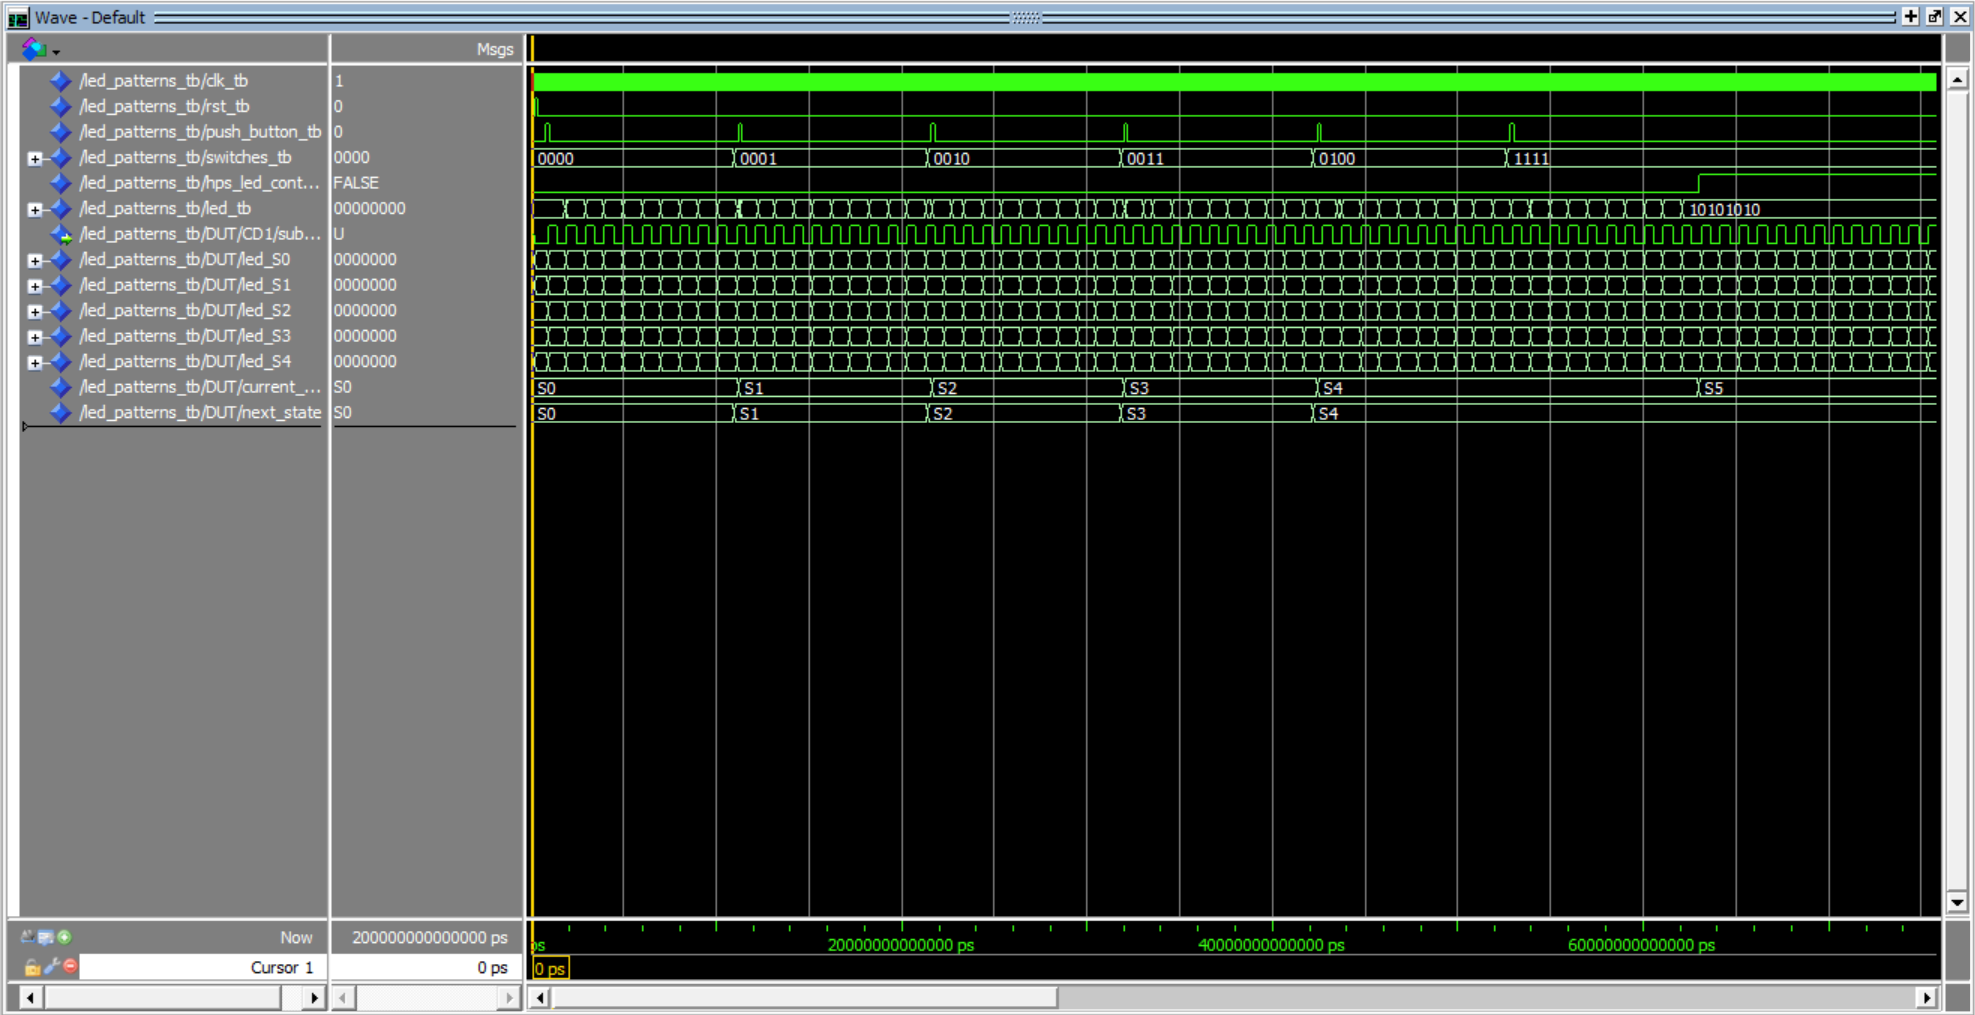 Wave - Default
Msgs
/led_patterns_tb/clk_tb 1
/led_patterns_tb/rst_tb 0
/led_patterns_tb/push_button_tb 0
/led_patterns_tb/switches_tb 0000 0000 0001 0010 0011 0100 1111
/led_patterns_tb/hps_led_cont... FALSE
/led_patterns_tb/led_tb 00000000 10101010
/led_patterns_tb/DUT/CD1/sub... U
/led_patterns_tb/DUT/led_S0 0000000
/led_patterns_tb/DUT/led_S1 0000000
/led_patterns_tb/DUT/led_S2 0000000
/led_patterns_tb/DUT/led_S3 0000000
/led_patterns_tb/DUT/led_S4 0000000
/led_patterns_tb/DUT/current_... S0 S0 S1 S2 S3 S4 S5
/led_patterns_tb/DUT/next_state S0 S0 S1 S2 S3 S4
Now 200000000000000 ps ps 20000000000000 ps 40000000000000 ps 60000000000000 ps
Cursor 1 0 ps 0 ps